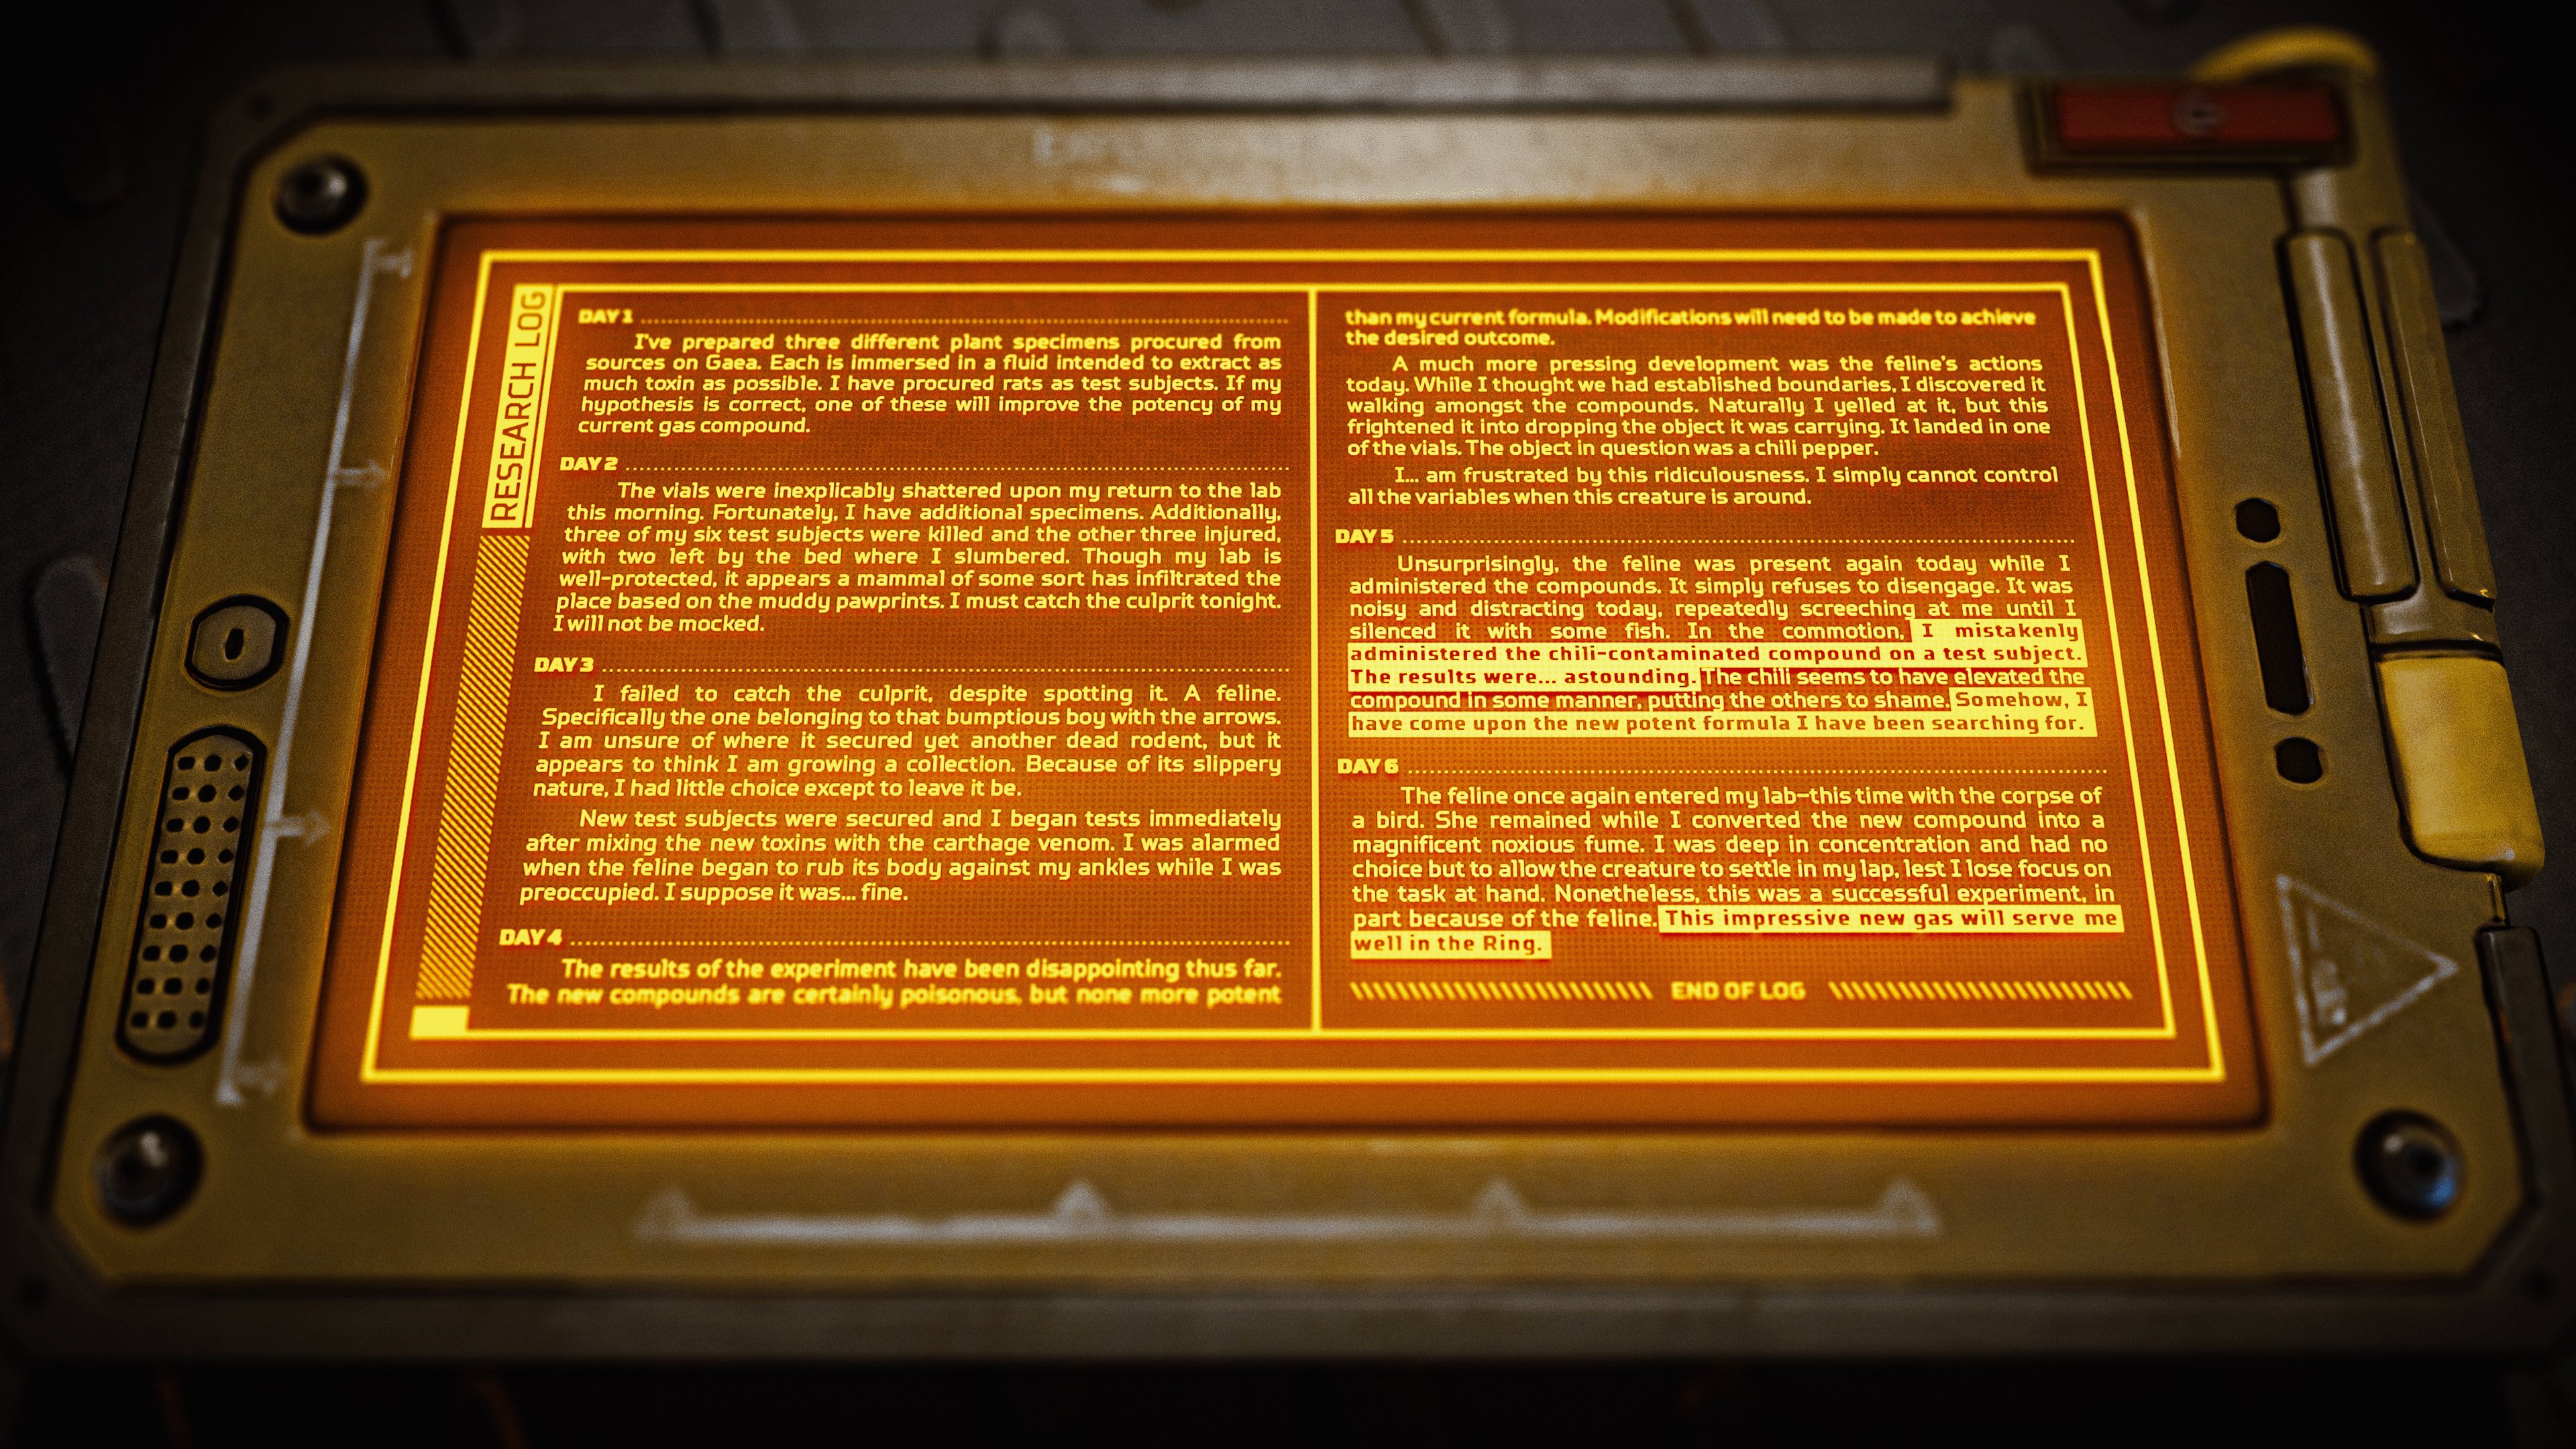 RESEARCH LOG
DAY 1
I've prepared three different plant specimens procured from
sources on Gaea. Each is immersed in a fluid intended to extract as
much toxin as possible. I have procured rats as test subjects. If my
hypothesis is correct, one of these will improve the potency of my
current gas compound.
DAY 2
The vials were inexplicably shattered upon my return to the lab
this morning. Fortunately, I have additional specimens. Additionally,
three of my six test subjects were killed and the other three injured,
with two left by the bed where I slumbered. Though my lab is
well-protected, it appears a mammal of some sort has infiltrated the
place based on the muddy pawprints. I must catch the culprit tonight.
I will not be mocked.
DAY 3
I failed to catch the culprit, despite spotting it. A feline.
Specifically the one belonging to that bumptious boy with the arrows.
I am unsure of where it secured yet another dead rodent, but it
appears to think I am growing a collection. Because of its slippery
nature, I had little choice except to leave it be.
New test subjects were secured and I began tests immediately
after mixing the new toxins with the carthage venom. I was alarmed
when the feline began to rub its body against my ankles while I was
preoccupied. I suppose it was... fine.
DAY 4
The results of the experiment have been disappointing thus far.
The new compounds are certainly poisonous, but none more potent
than my current formula. Modifications will need to be made to achieve
the desired outcome.
A much more pressing development was the feline's actions
today. While I thought we had established boundaries, I discovered it
walking amongst the compounds. Naturally I yelled at it, but this
frightened it into dropping the object it was carrying. It landed in one
of the vials. The object in question was a chili pepper.
I... am frustrated by this ridiculousness. I simply cannot control
all the variables when this creature is around.
DAY 5
Unsurprisingly, the feline was present again today while I
administered the compounds. It simply refuses to disengage. It was
noisy and distracting today, repeatedly screeching at me until I
silenced it with some fish. In the commotion, I mistakenly
administered the chili-contaminated compound on a test subject.
The results were... astounding. The chili seems to have elevated the
compound in some manner, putting the others to shame. Somehow, I
have come upon the new potent formula I have been searching for.
DAY 6
The feline once again entered my lab–this time with the corpse of
a bird. She remained while I converted the new compound into a
magnificent noxious fume. I was deep in concentration and had no
choice but to allow the creature to settle in my lap, lest I lose focus on
the task at hand. Nonetheless, this was a successful experiment, in
part because of the feline. This impressive new gas will serve me
well in the Ring.
END OF LOG